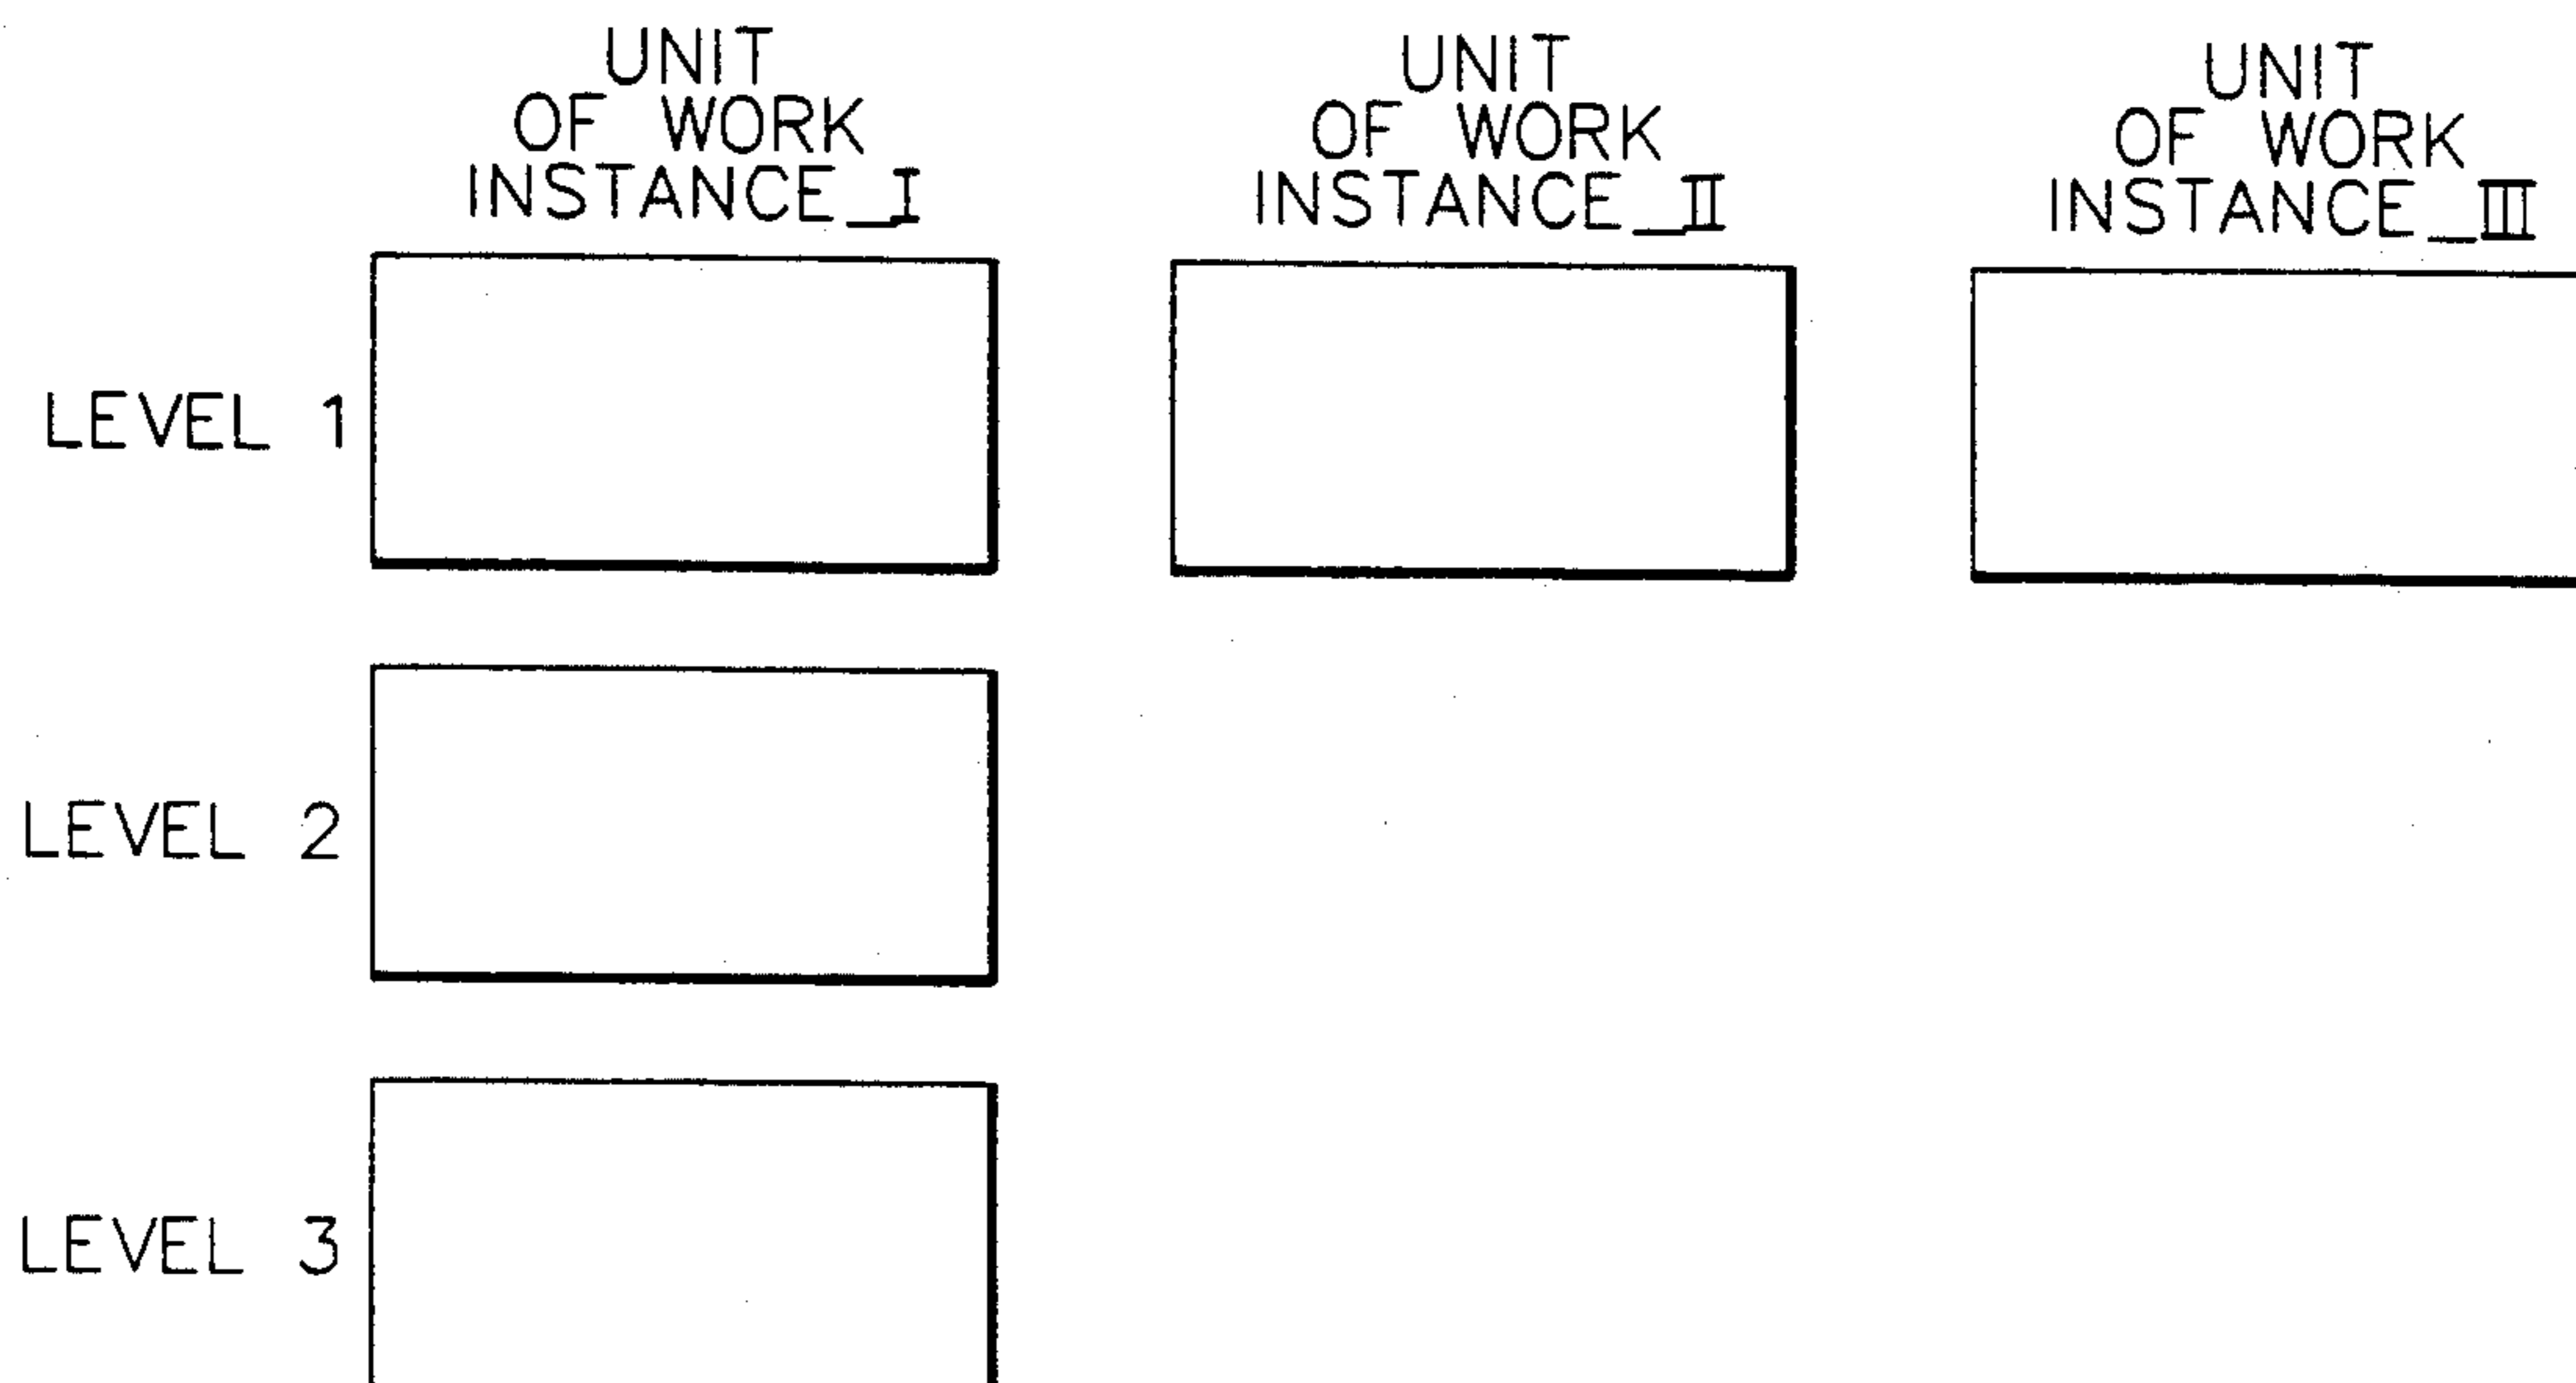 UNIT
OF WORK
INSTANCE_I
UNIT
OF WORK
INSTANCE_II
UNIT
OF WORK
INSTANCE_III
LEVEL 1
LEVEL 2
LEVEL 3